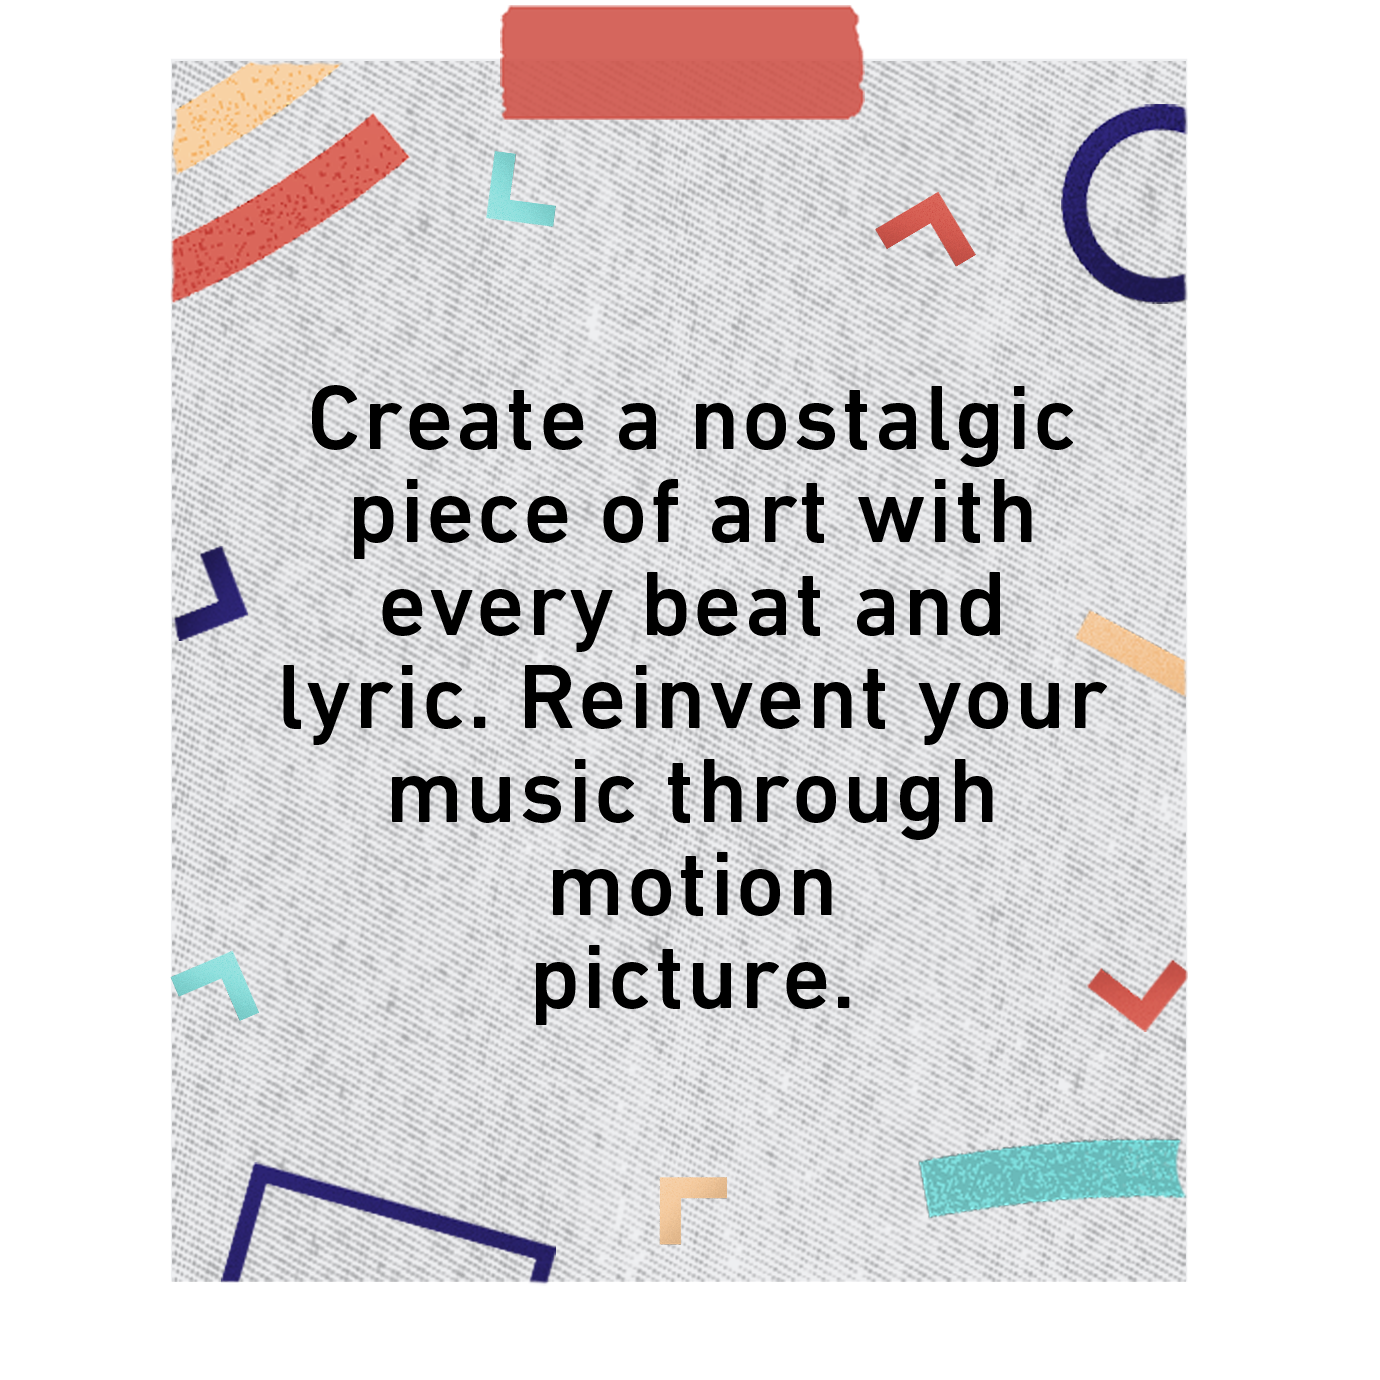 Create a nostalgic
piece of art with
every beat and
lyric. Reinvent your
music through
motion
picture.